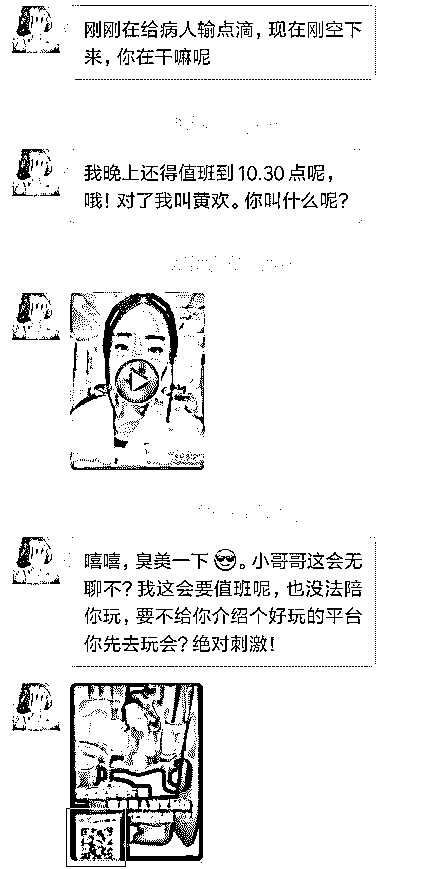 刚刚在给病人输点滴，现在刚空下
来，你在干嘛呢
我晚上还得值班到10.30点呢，
哦！对了我叫黄欢。你叫什么呢？
嘻嘻，臭美一下😎。小哥哥这会无
聊不？我这会要值班呢，也没法陪
你玩，要不给你介绍个好玩的平台
你先去玩会？绝对刺激！